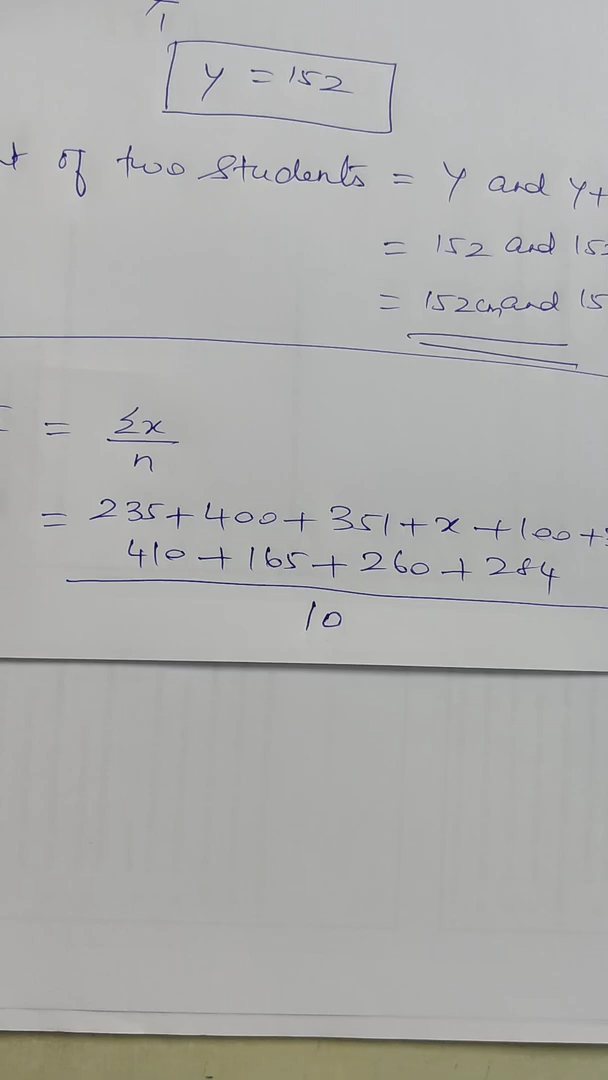 y = 152
of two Students = y and y+
= 152 and 15
= 152cm and 15
= Σx
n
= 235 + 400 + 351 + x + 100 +
410 + 165 + 260 + 284
10